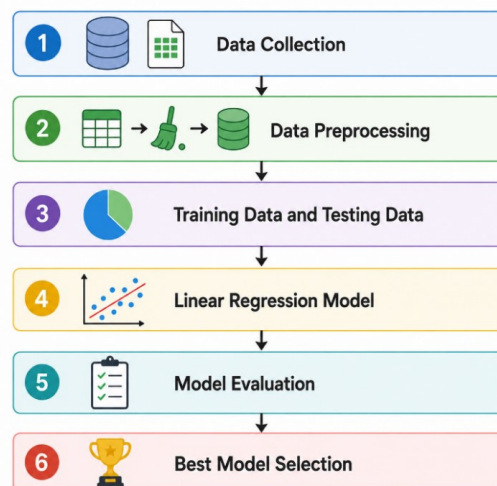 1 Data Collection
2 Data Preprocessing
3 Training Data and Testing Data
4 Linear Regression Model
5 Model Evaluation
6 Best Model Selection